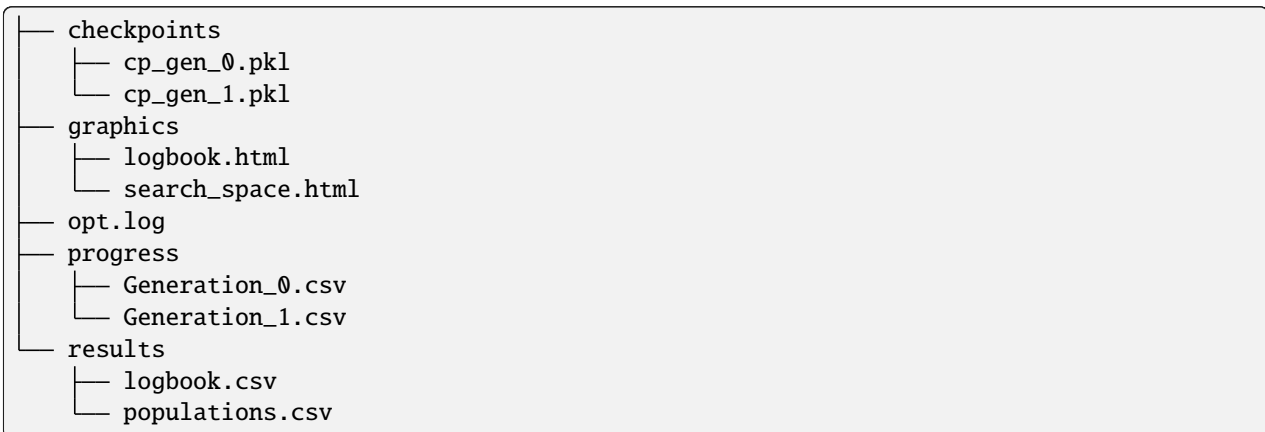 ├── checkpoints
│   ├── cp_gen_0.pkl
│   └── cp_gen_1.pkl
├── graphics
│   ├── logbook.html
│   └── search_space.html
├── opt.log
├── progress
│   ├── Generation_0.csv
│   └── Generation_1.csv
└── results
    ├── logbook.csv
    └── populations.csv